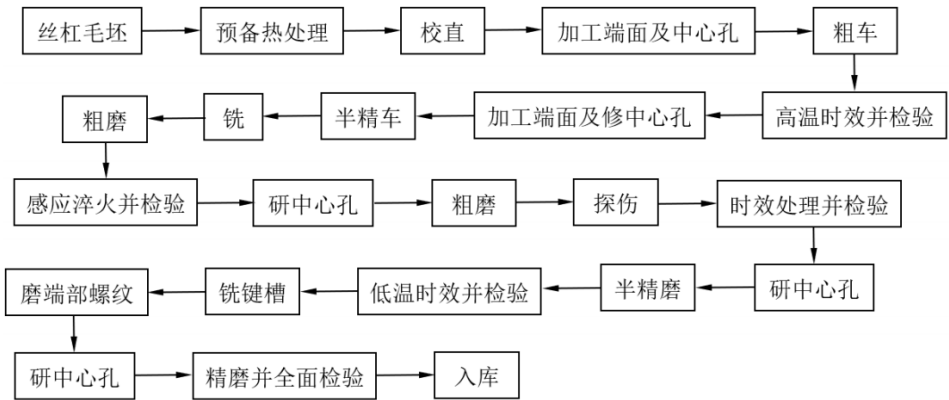 丝杠毛坯
预备热处理
校直
加工端面及中心孔
粗车
高温时效并检验
加工端面及修中心孔
半精车
铣
粗磨
感应淬火并检验
研中心孔
粗磨
探伤
时效处理并检验
研中心孔
半精磨
低温时效并检验
铣键槽
磨端部螺纹
研中心孔
精磨并全面检验
入库